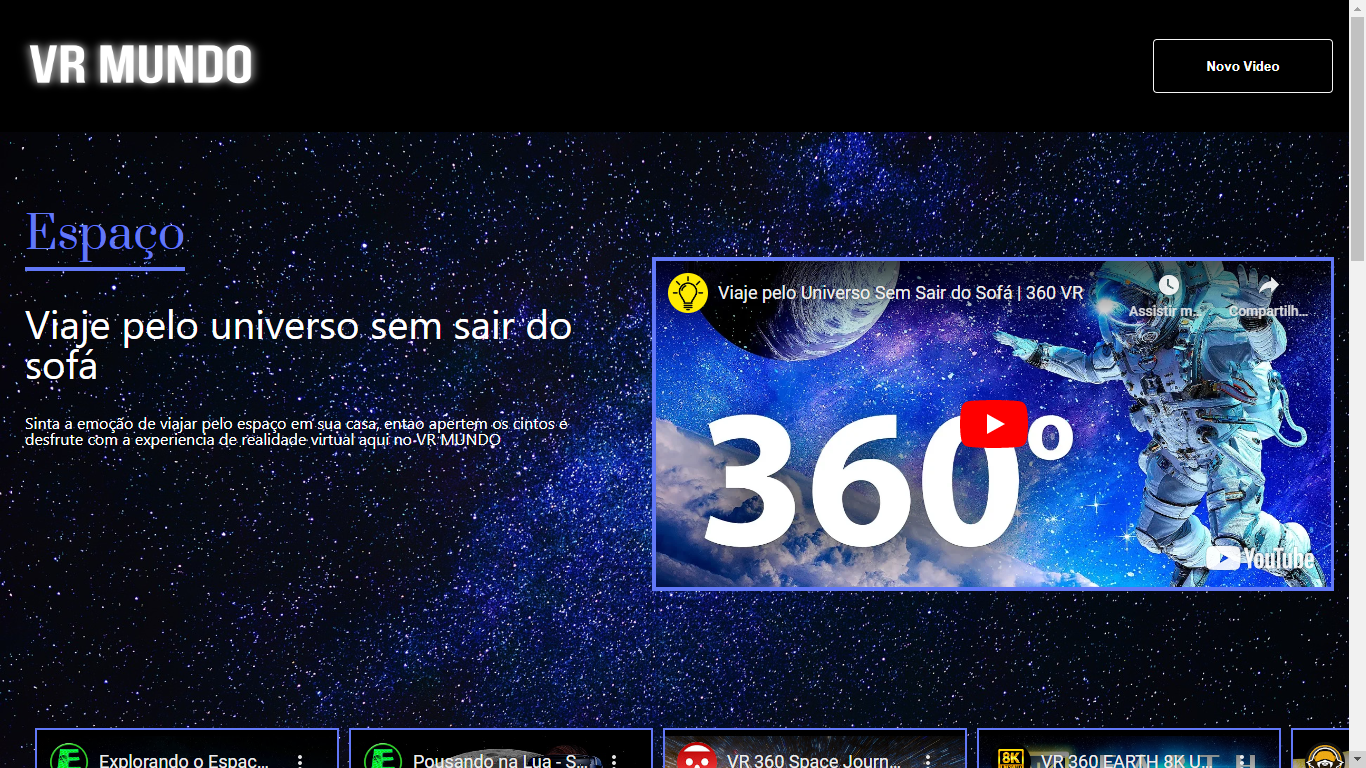 VR MUNDO
Novo Video
Espaço
Viaje pelo universo sem sair do
sofá
Sinta a emoção de viajar pelo espaço em sua casa, entao apertem os cintos e
desfrute com a experiencia de realidade virtual aqui no VR MUNDO
Viaje pelo Universo Sem Sair do Sofá | 360 VR
Assistir m...
Compartilh...
360º
YouTube
Explorando o Espaç...
Pousando na Lua - S...
VR 360 Space Journ...
8K
VR 360 EARTH 8K U...